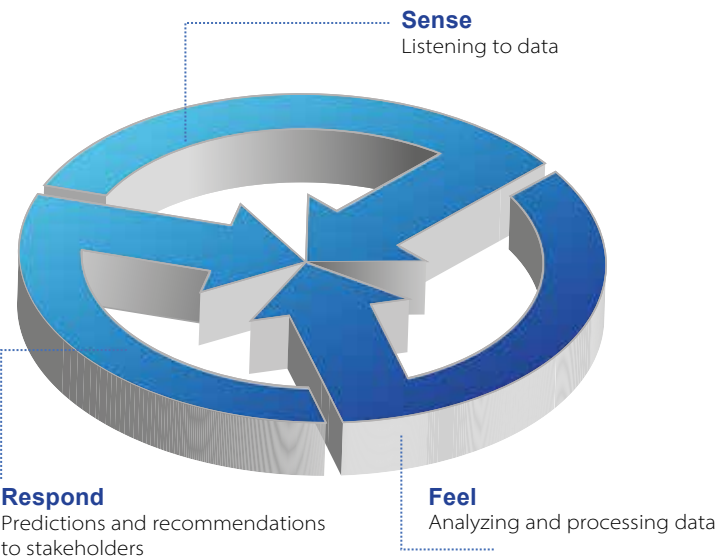 Sense
Listening to data
Respond
Predictions and recommendations
to stakeholders
Feel
Analyzing and processing data